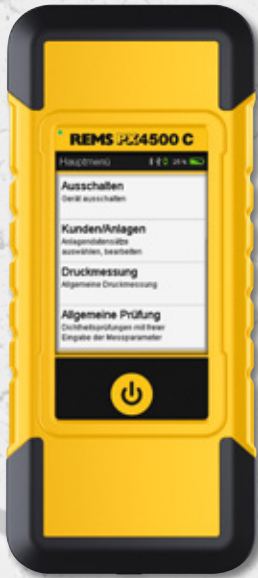 REMS PX4500 C
Hauptmenü 25 %
Ausschalten
Gerät ausschalten
Kunden/Anlagen
Anlagendatensätze
auswählen, bearbeiten
Druckmessung
Allgemeine Druckmessung
Allgemeine Prüfung
Dichtheitsprüfungen mit freier
Eingabe der Messparameter